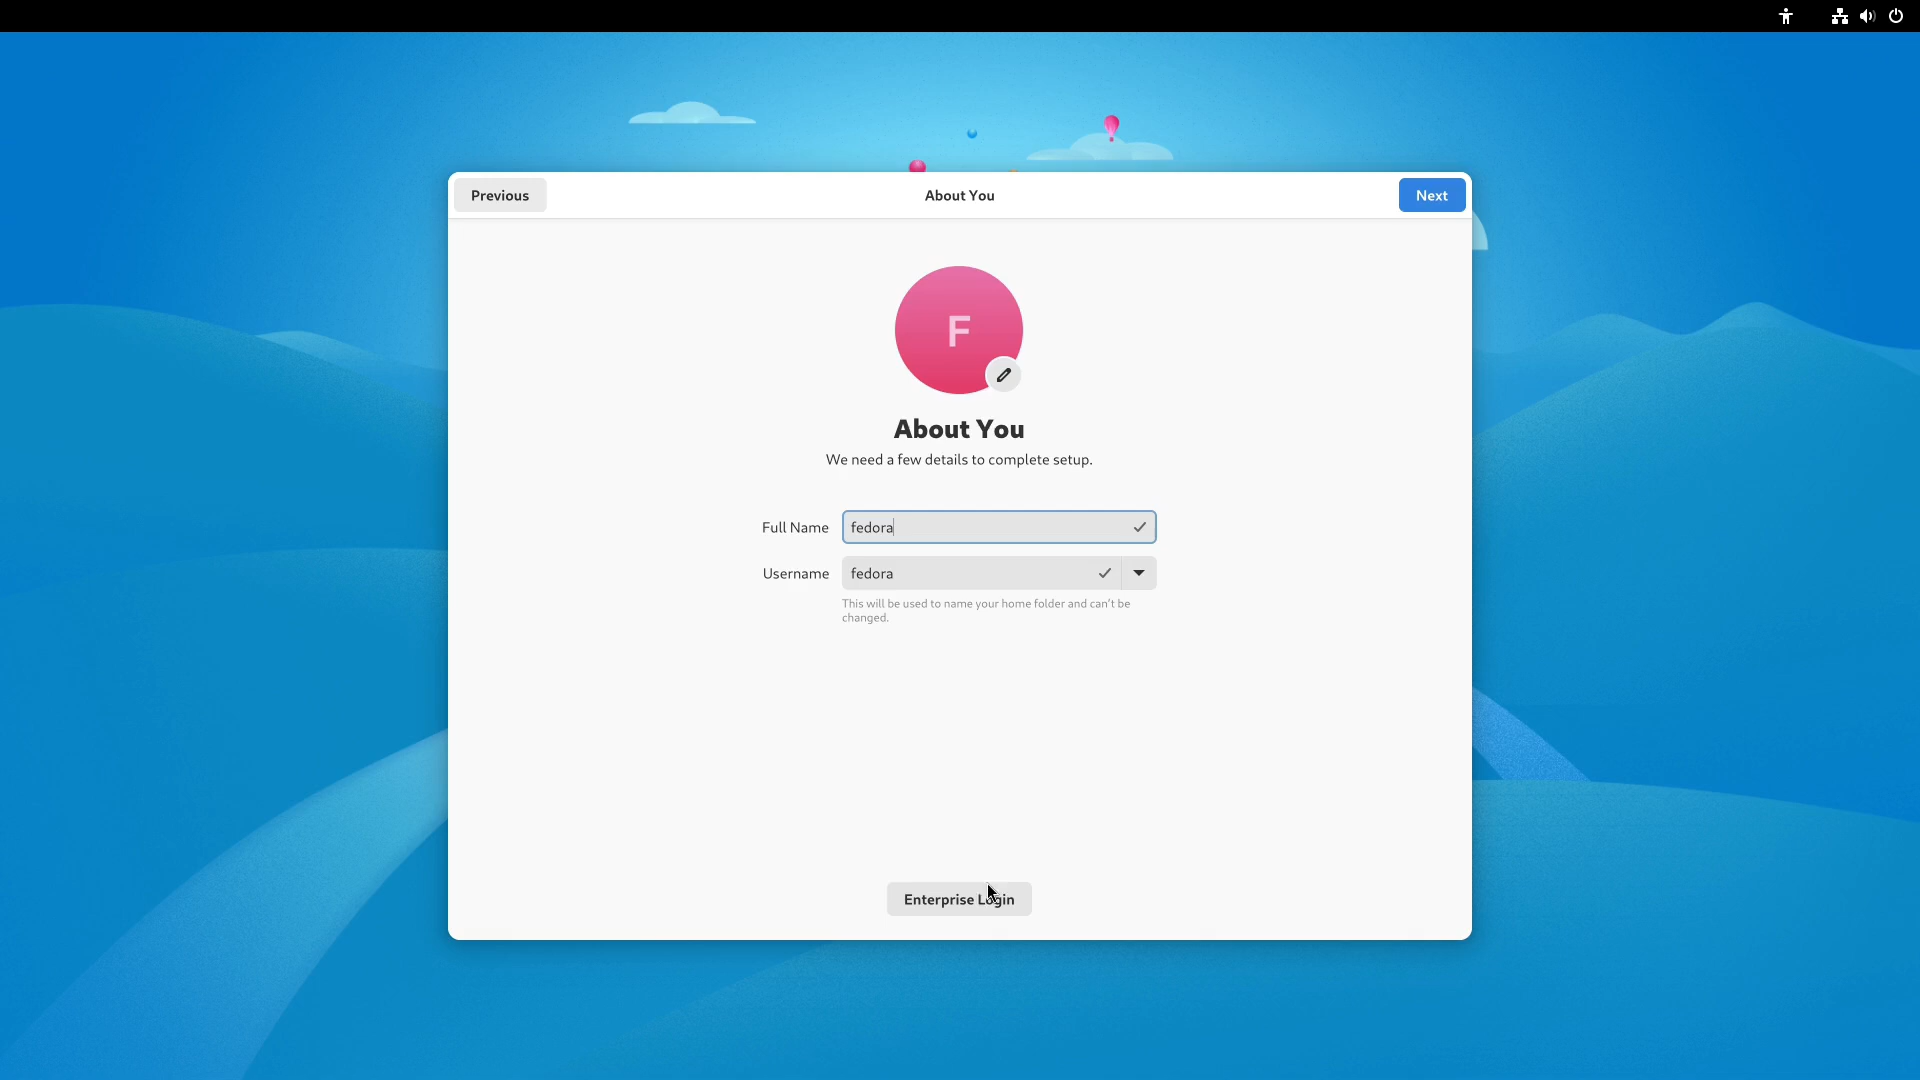 Previous
About You
Next
F
About You
We need a few details to complete setup.
Full Name
fedora
Username
fedora
This will be used to name your home folder and can't be
changed.
Enterprise Login